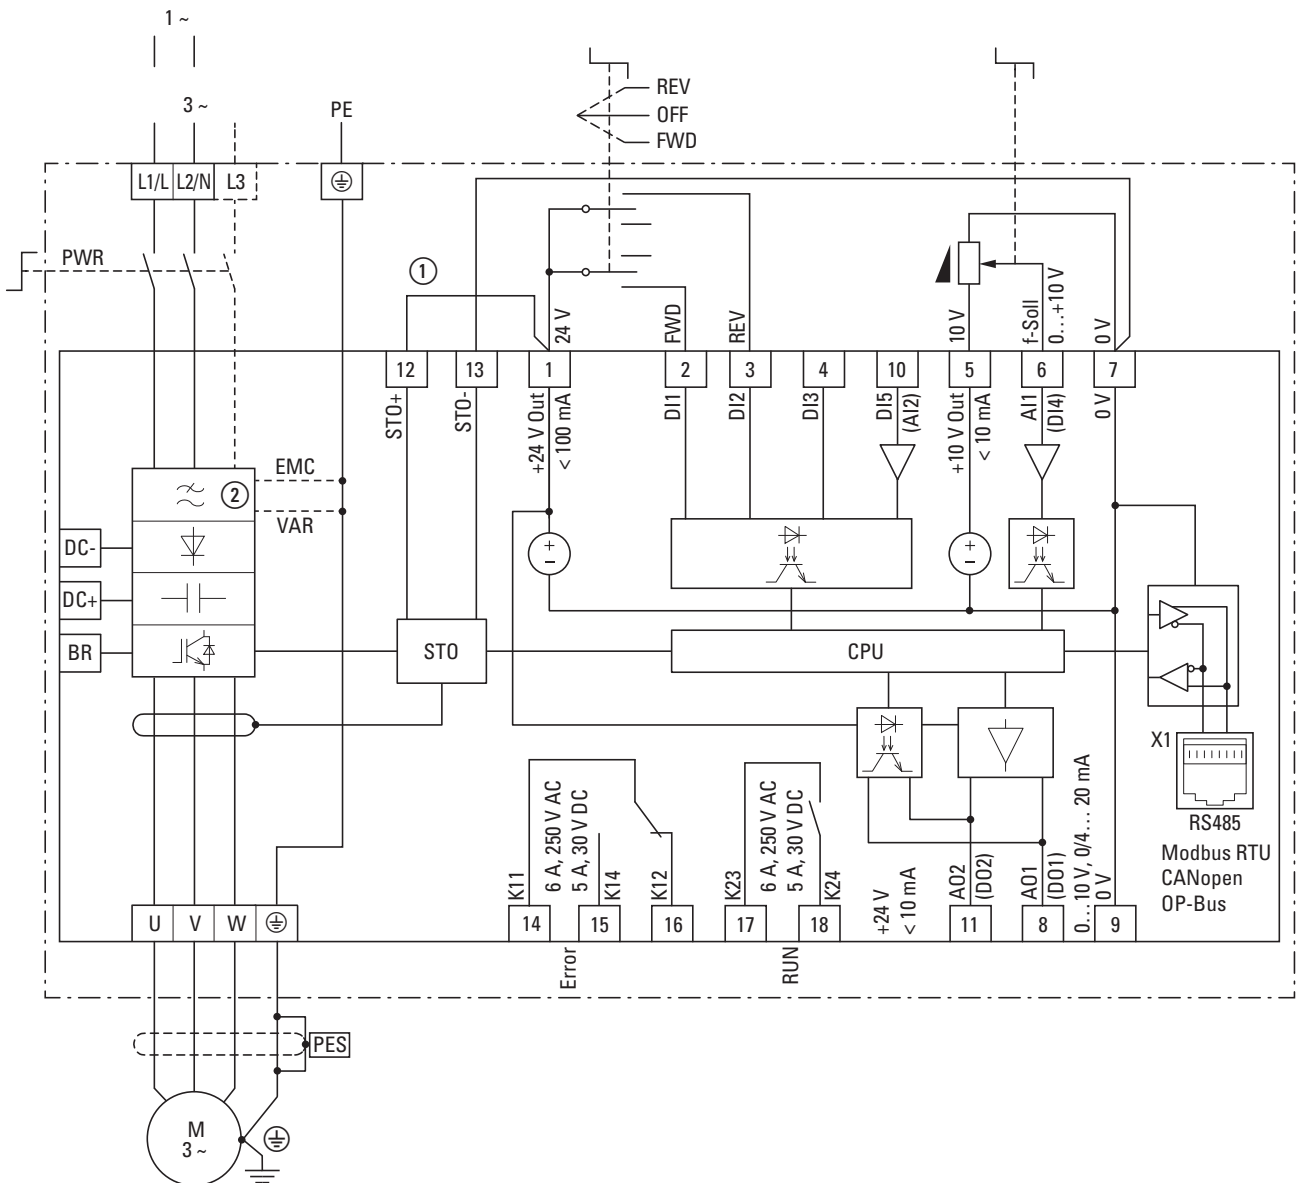 1 ~
3 ~
PE
REV
OFF
FWD
L1/L L2/N L3
PWR
1
24 V
FWD
REV
10 V
f-Soll
0…+10 V
0 V
12 13 1 2 3 4 10 5 6 7
STO+
STO-
+24 V Out
< 100 mA
DI1
DI2
DI3
DI5
(AI2)
+10 V Out
< 10 mA
AI1
(DI4)
0 V
EMC
2
VAR
DC-
DC+
BR
+
–
+
–
STO
CPU
X1
RS485
Modbus RTU
CANopen
OP-Bus
K11
6 A, 250 V AC
5 A, 30 V DC
K14
K12
K23
6 A, 250 V AC
5 A, 30 V DC
K24
+24 V
< 10 mA
AO2
(DO2)
AO1
(DO1)
0…10 V, 0/4… 20 mA
0 V
U V W
14 15 16 17 18 11 8 9
Error
RUN
PES
M
3 ~